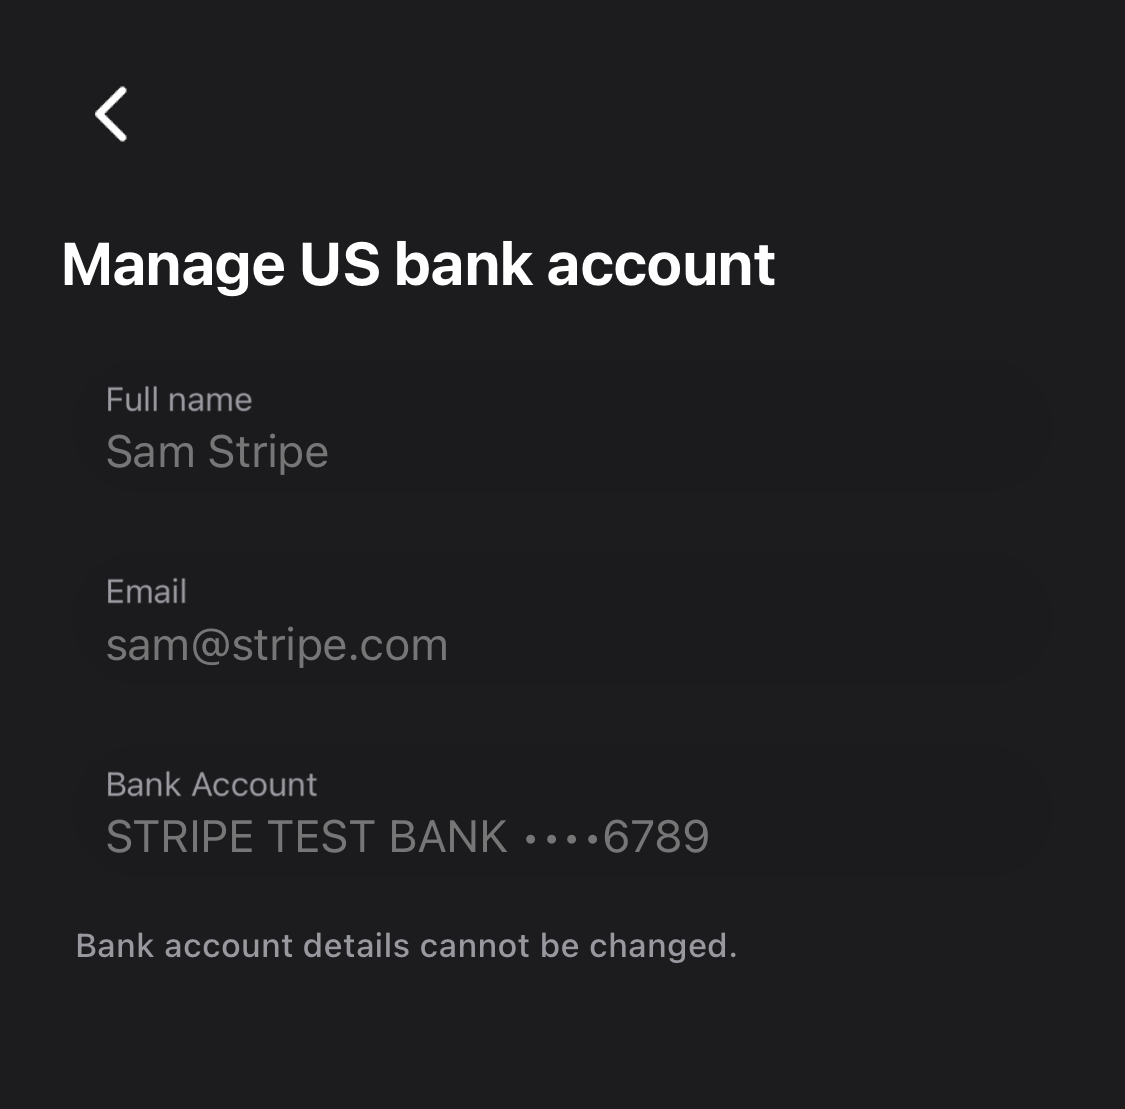 Manage US bank account
Full name
Sam Stripe
Email
sam@stripe.com
Bank Account
STRIPE TEST BANK ••••6789
Bank account details cannot be changed.